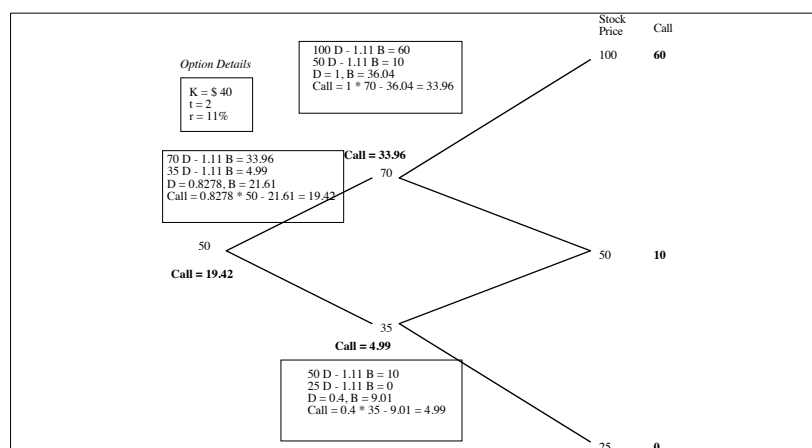 Stock
Price Call
100 D - 1.11 B = 60
50 D - 1.11 B = 10
D = 1, B = 36.04
Call = 1 * 70 - 36.04 = 33.96
100 60
Option Details
K = $ 40
t = 2
r = 11%
70 D - 1.11 B = 33.96
35 D - 1.11 B = 4.99
D = 0.8278, B = 21.61
Call = 0.8278 * 50 - 21.61 = 19.42
Call = 33.96
70
50
Call = 19.42
50 10
35
Call = 4.99
50 D - 1.11 B = 10
25 D - 1.11 B = 0
D = 0.4, B = 9.01
Call = 0.4 * 35 - 9.01 = 4.99
25 0